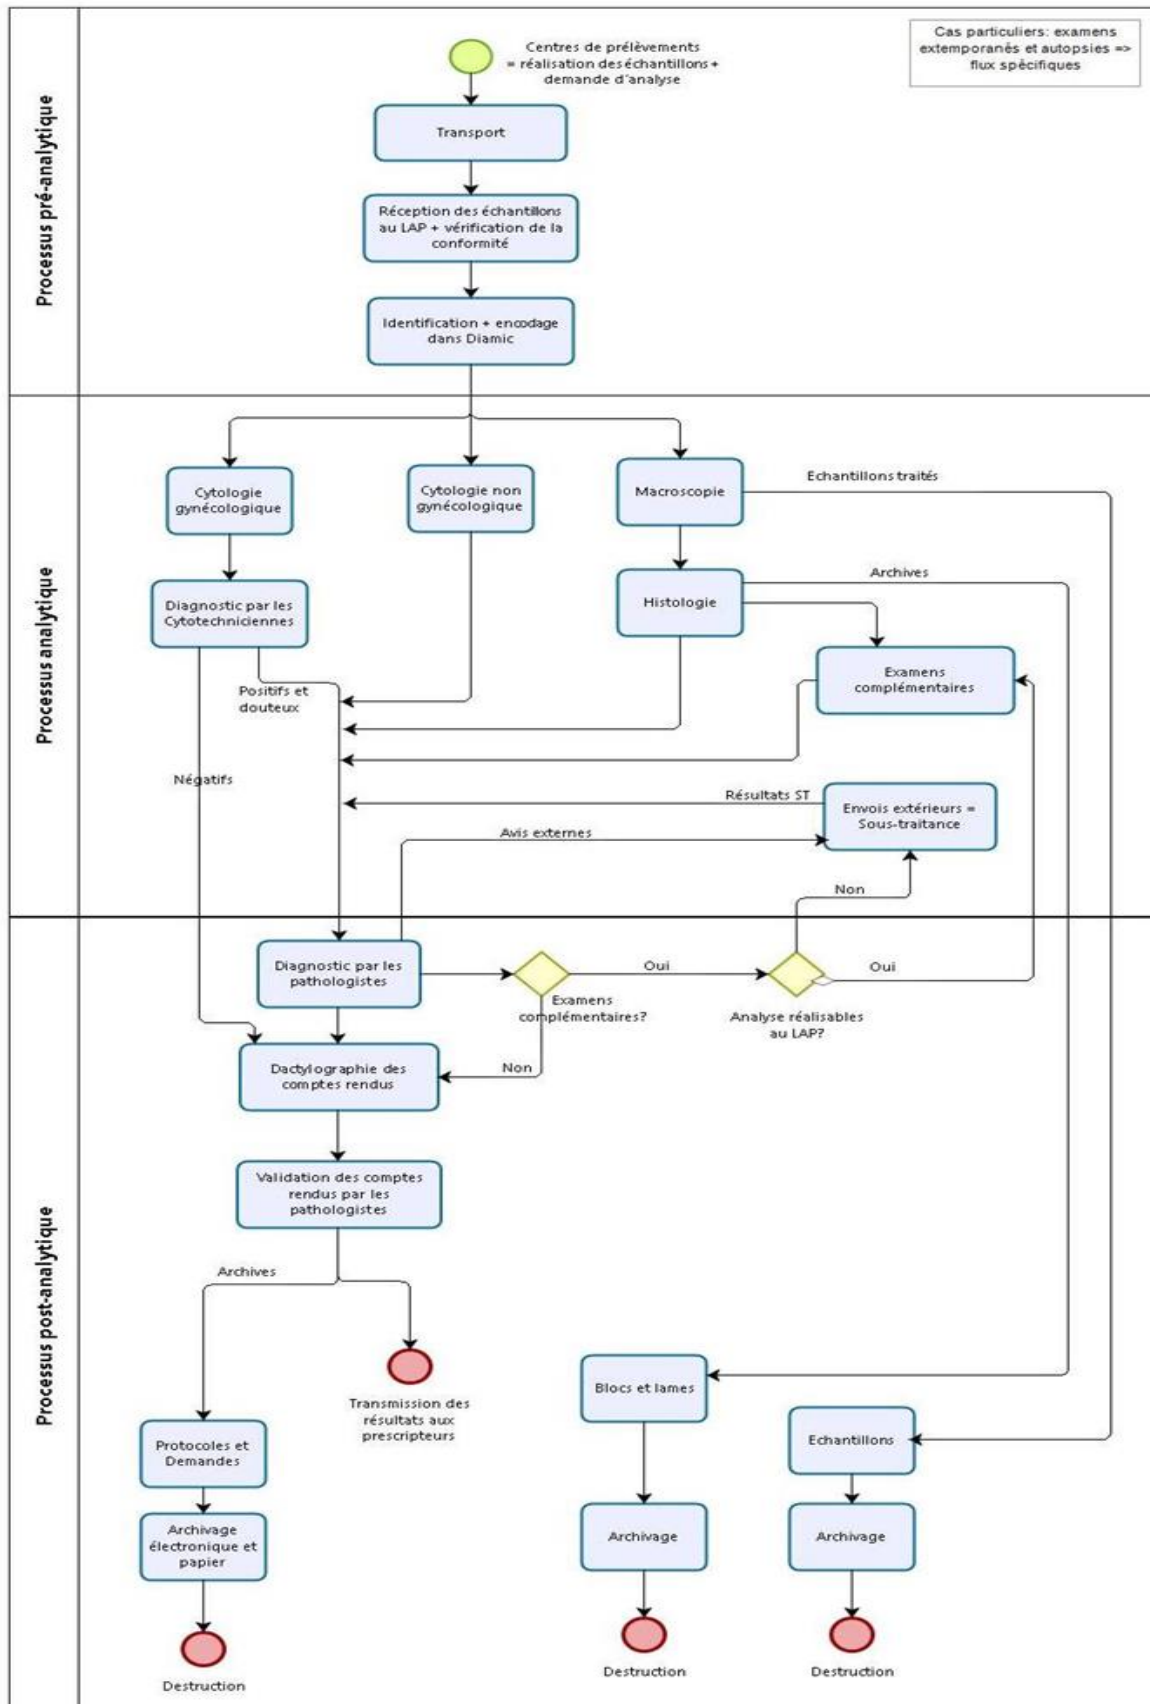 Cas particuliers: examens
extemporanés et autopsies =>
flux spécifiques
Processus pré-analytique
Centres de prélèvements
= réalisation des échantillons +
demande d'analyse
Transport
Réception des échantillons
au LAP + vérification de la
conformité
Identification + encodage
dans Diamic
Processus analytique
Cytologie
gynécologique
Cytologie non
gynécologique
Macroscopie
Echantillons traités
Diagnostic par les
Cytotechniciennes
Histologie
Archives
Examens
complémentaires
Positifs et
douteux
Négatifs
Résultats ST
Envois extérieurs =
Sous-traitance
Avis externes
Non
Processus post-analytique
Diagnostic par les
pathologistes
Oui
Oui
Examens
complémentaires?
Analyse réalisables
au LAP?
Non
Dactylographie des
comptes rendus
Validation des comptes
rendus par les
pathologistes
Archives
Transmission des
résultats aux
prescripteurs
Blocs et lames
Protocoles et
Demandes
Echantillons
Archivage
électronique et
papier
Archivage
Archivage
Destruction
Destruction
Destruction